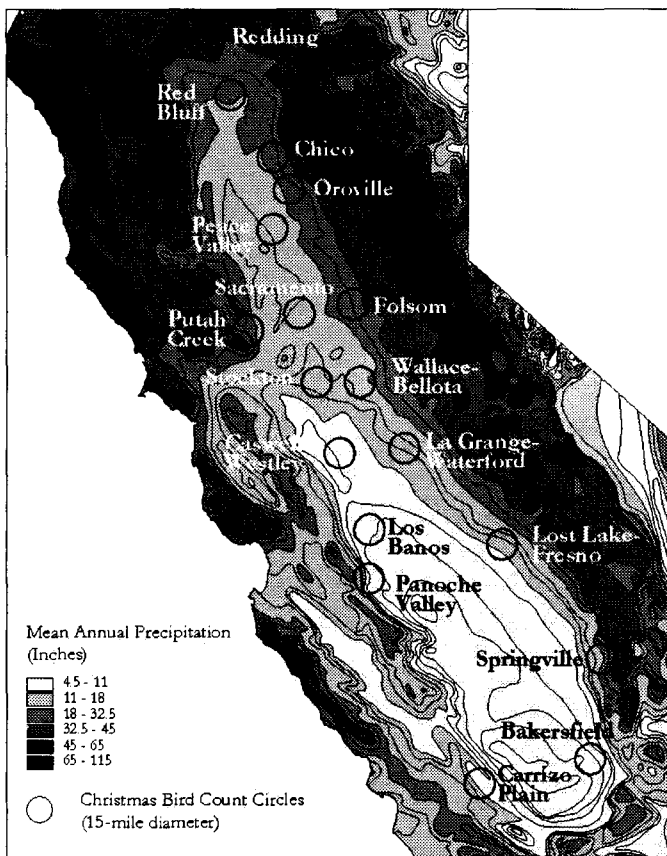 Redding
Red
Bluff
Chico
Oroville
Peace
Valley
Sacramento
Folsom
Putah
Creek
Stockton
Wallace-
Bellota
Westley
La Grange-
Waterford
Los
Banos
Lost Lake-
Fresno
Panoche
Valley
Springville
Bakersfield
Carrizo
Plain
Mean Annual Precipitation
(Inches)
4.5 - 11
11 - 18
18 - 32.5
32.5 - 45
45 - 65
65 - 115
Christmas Bird Count Circles
(15-mile diameter)